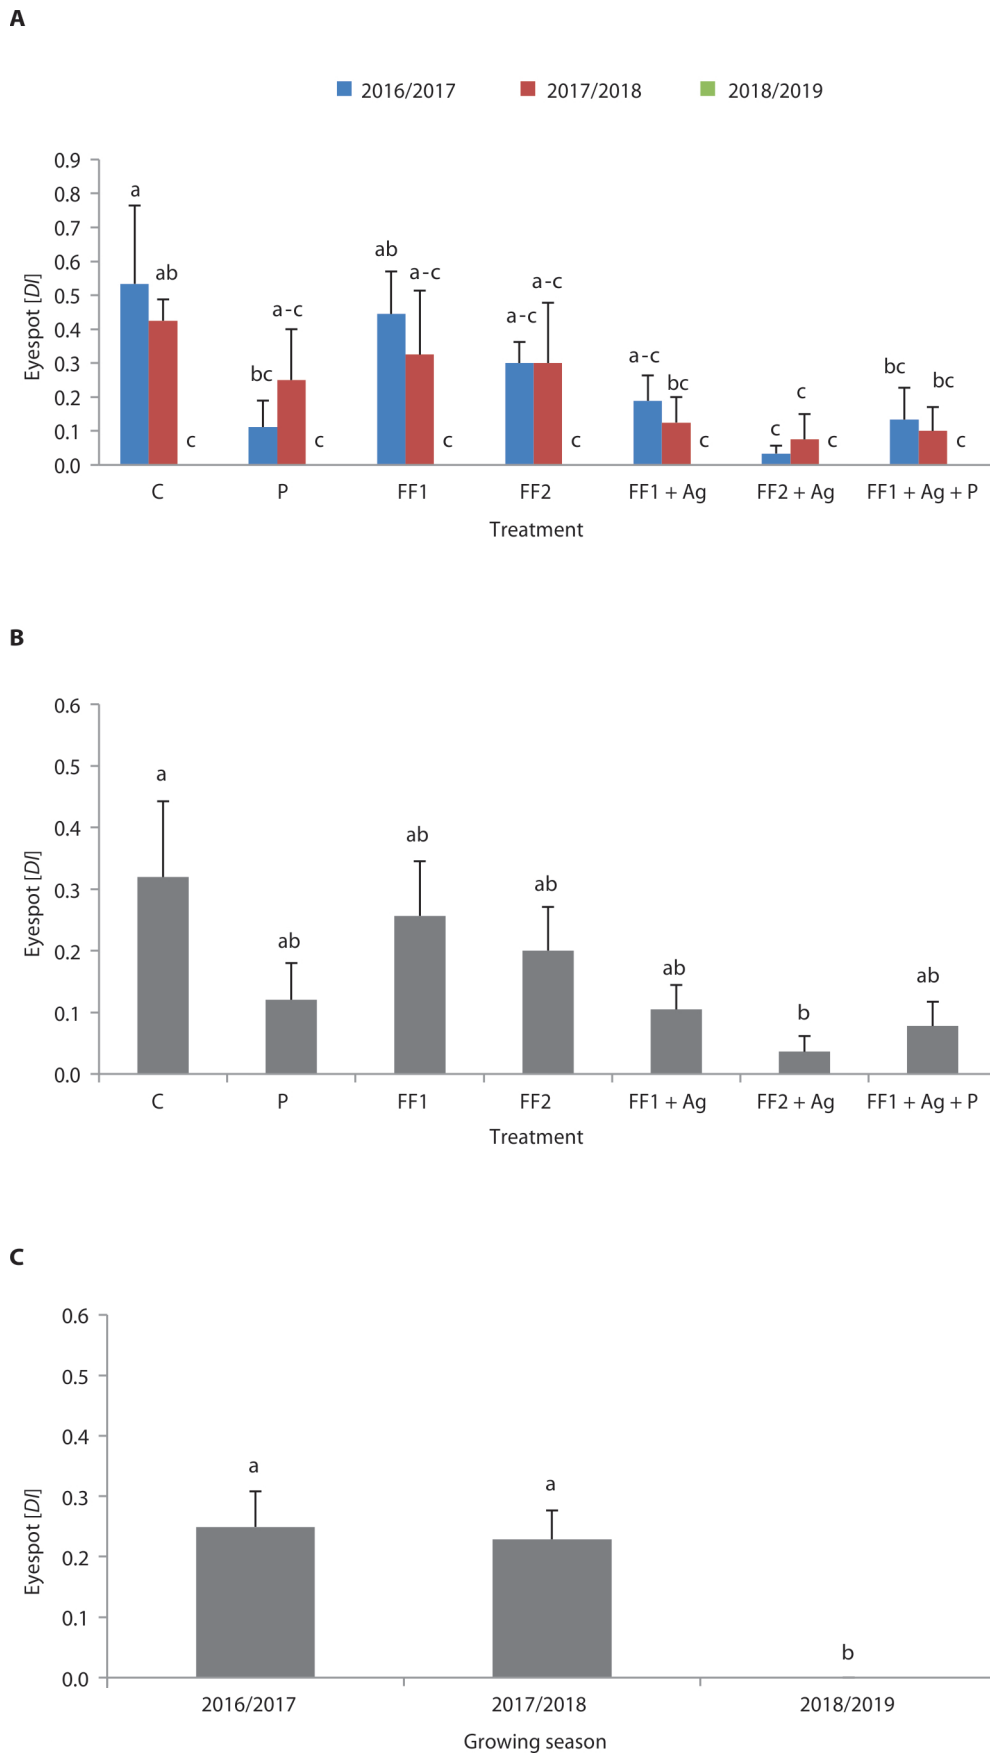 A
2016/2017 2017/2018 2018/2019
Eyespot [DI]
0.9
0.8
0.7
0.6
0.5
0.4
0.3
0.2
0.1
0.0
a ab c
bc a-c c
ab a-c c
a-c a-c c
a-c bc c
c c c
bc bc c
C P FF1 FF2 FF1 + Ag FF2 + Ag FF1 + Ag + P
Treatment
B
Eyespot [DI]
0.6
0.5
0.4
0.3
0.2
0.1
0.0
a ab ab ab ab b ab
C P FF1 FF2 FF1 + Ag FF2 + Ag FF1 + Ag + P
Treatment
C
Eyespot [DI]
0.6
0.5
0.4
0.3
0.2
0.1
0.0
a a b
2016/2017 2017/2018 2018/2019
Growing season